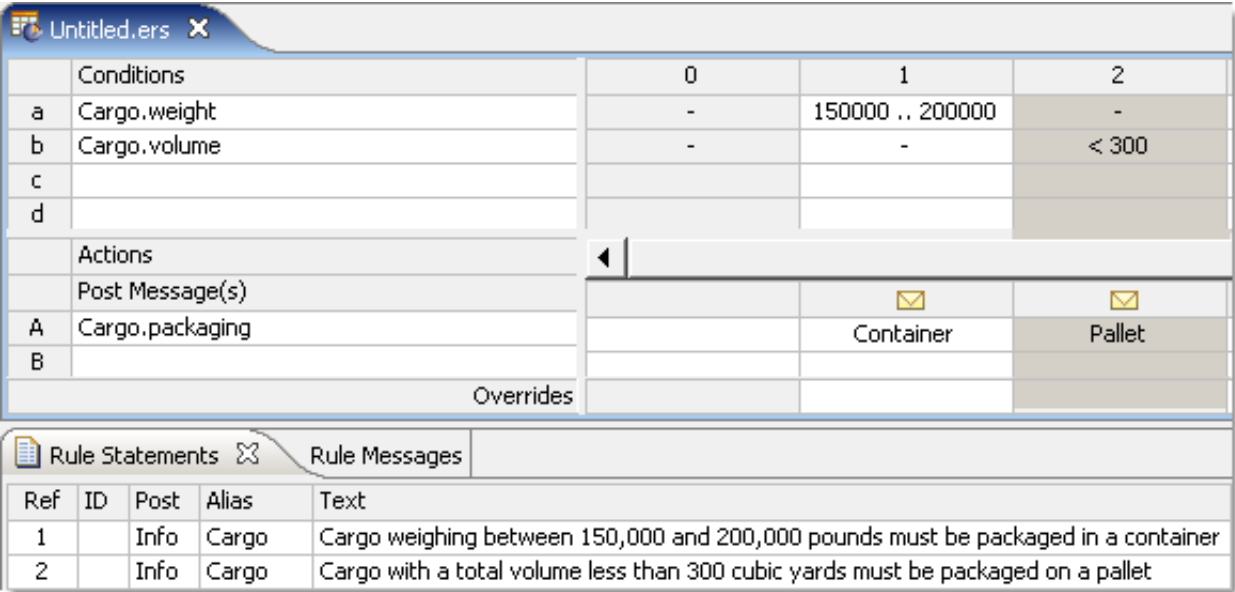 Untitled.ers
Conditions 0 1 2
a Cargo.weight - 150000 .. 200000 -
b Cargo.volume - - < 300
c
d
Actions
Post Message(s)
A Cargo.packaging Container Pallet
B
Overrides
Rule Statements Rule Messages
Ref ID Post Alias Text
1 Info Cargo Cargo weighing between 150,000 and 200,000 pounds must be packaged in a container
2 Info Cargo Cargo with a total volume less than 300 cubic yards must be packaged on a pallet